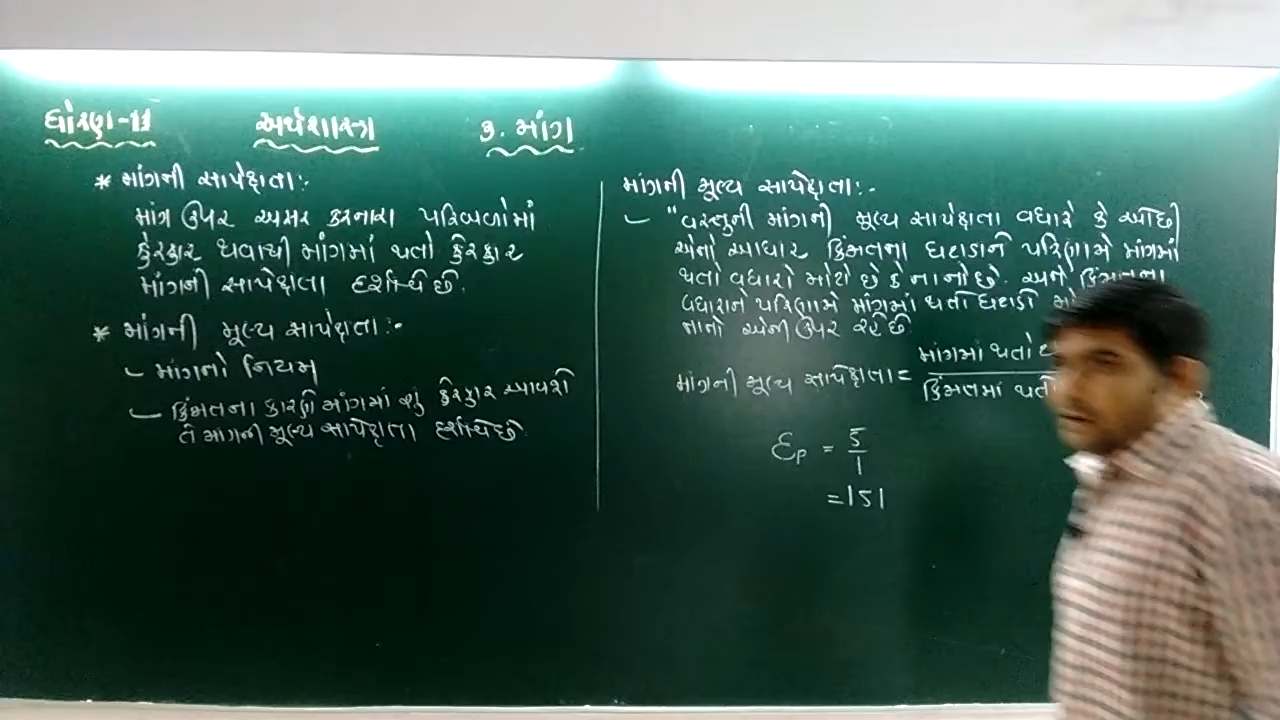 ધોરણ-11 અર્થશાસ્ત્ર 3. માંગ
* માંગની સાપેક્ષતા:-
માંગ ઉપર અસર કરનારા પરિબળોમાં
ફેરફાર થવાથી માંગમાં થતો ફેરફાર
માંગની સાપેક્ષતા દર્શાવે છે.
* માંગની મૂલ્ય સાપેક્ષતા:-
- માંગનો નિયમ
- કિંમતના કારણે માંગમાં શું ફેરફાર આવશે
તે માંગની મૂલ્ય સાપેક્ષતા દર્શાવે છે.
માંગની મૂલ્ય સાપેક્ષતા:-
- "વસ્તુની માંગની મૂલ્ય સાપેક્ષતા વધારે કે ઓછી
એનો આધાર કિંમતના ઘટાડાને પરિણામે માંગમાં
થતો વધારો મોટો છે કે નાનો છે. અને કિંમતના
વધારાને પરિણામે માંગમાં થતો ઘટાડો
નાનો એની ઉપર રહે છે
માંગની મૂલ્ય સાપેક્ષતા = માંગમાં થતો
કિંમતમાં થતો
Ep = 5/1
= |5|